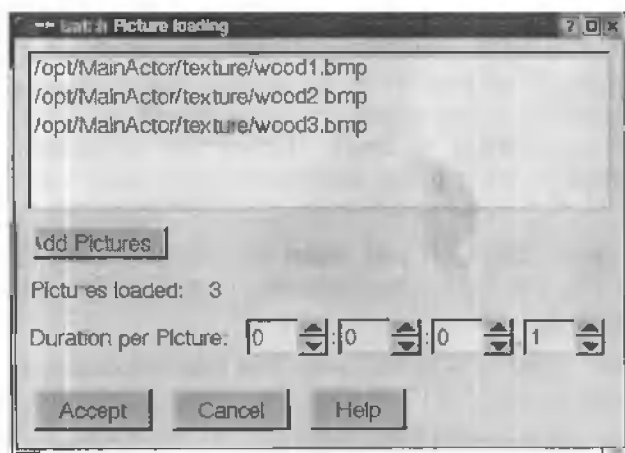 Batch Picture loading
/opt/MainActor/texture/wood1.bmp
/opt/MainActor/texture/wood2.bmp
/opt/MainActor/texture/wood3.bmp
Add Pictures...
Pictures loaded: 3
Duration per Picture: 0 : 0 : 0 . 1
Accept Cancel Help